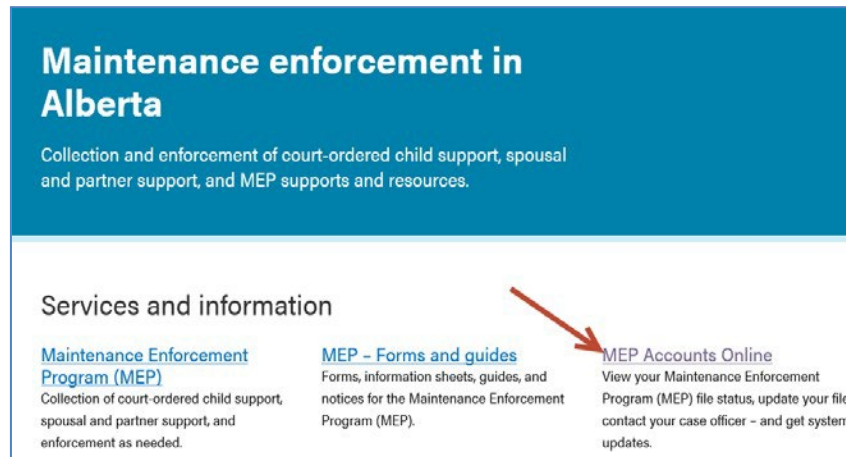 Maintenance enforcement in
Alberta
Collection and enforcement of court-ordered child support, spousal
and partner support, and MEP supports and resources.
Services and information
Maintenance Enforcement
Program (MEP)
Collection of court-ordered child support,
spousal and partner support, and
enforcement as needed.
MEP – Forms and guides
Forms, information sheets, guides, and
notices for the Maintenance Enforcement
Program (MEP).
MEP Accounts Online
View your Maintenance Enforcement
Program (MEP) file status, update your file
contact your case officer – and get system
updates.